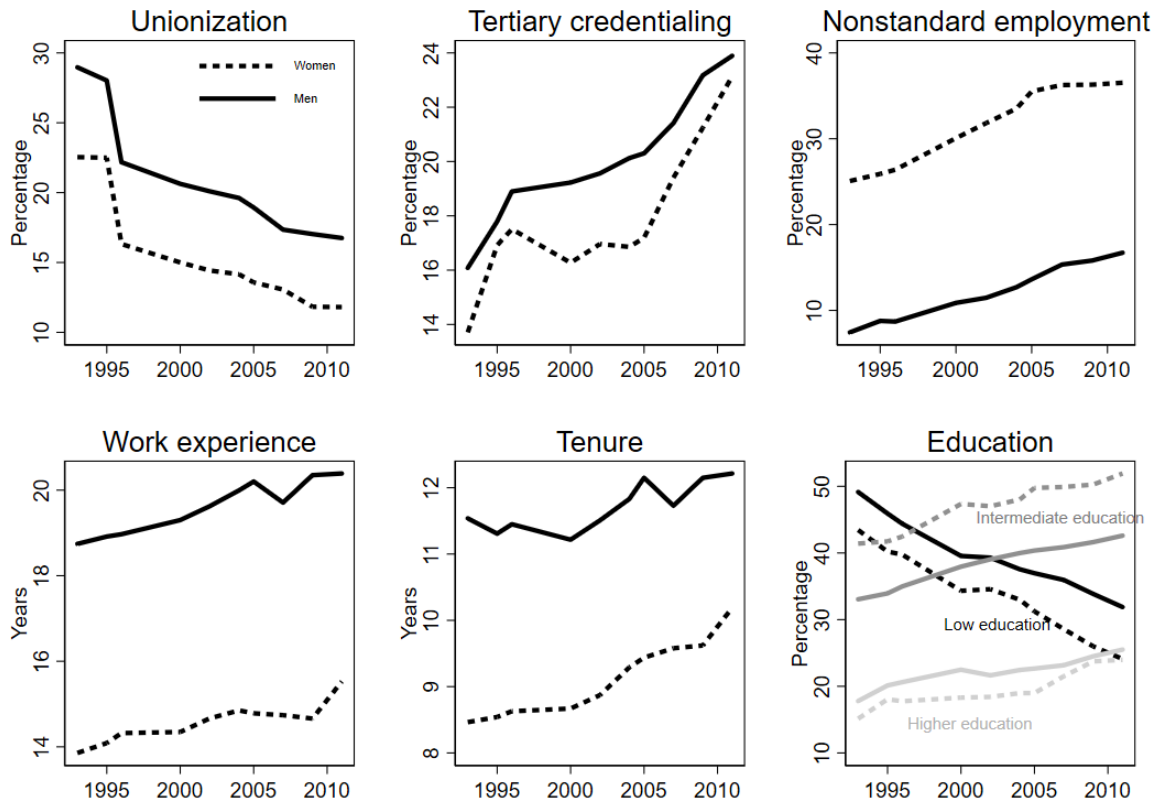 Unionization
Percentage
30
25
20
15
10
Women
Men
1995 2000 2005 2010
Tertiary credentialing
Percentage
24
22
20
18
16
14
1995 2000 2005 2010
Nonstandard employment
Percentage
40
30
20
10
1995 2000 2005 2010
Work experience
Years
20
18
16
14
1995 2000 2005 2010
Tenure
Years
12
11
10
9
8
1995 2000 2005 2010
Education
Percentage
50
40
30
20
10
Intermediate education
Low education
Higher education
1995 2000 2005 2010